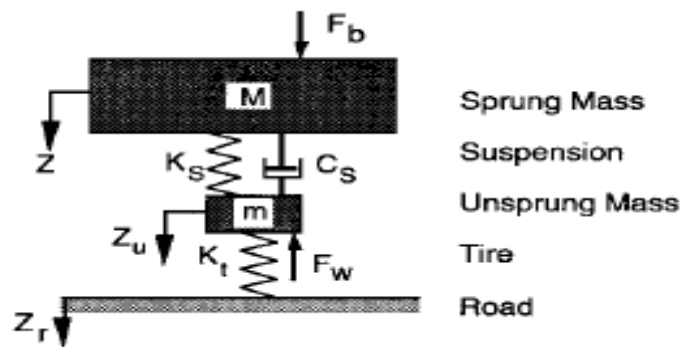 F_b
M
Sprung Mass
Z
K_S
C_S
Suspension
m
Unsprung Mass
Z_u
K_t
F_w
Tire
Z_r
Road